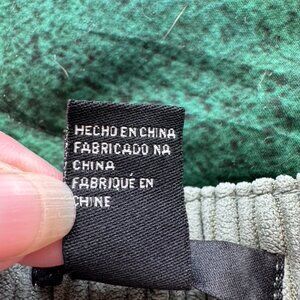 HECHO EN CHINA
FABRICADO NA
CHINA
FABRIQUÉ EN
CHINE